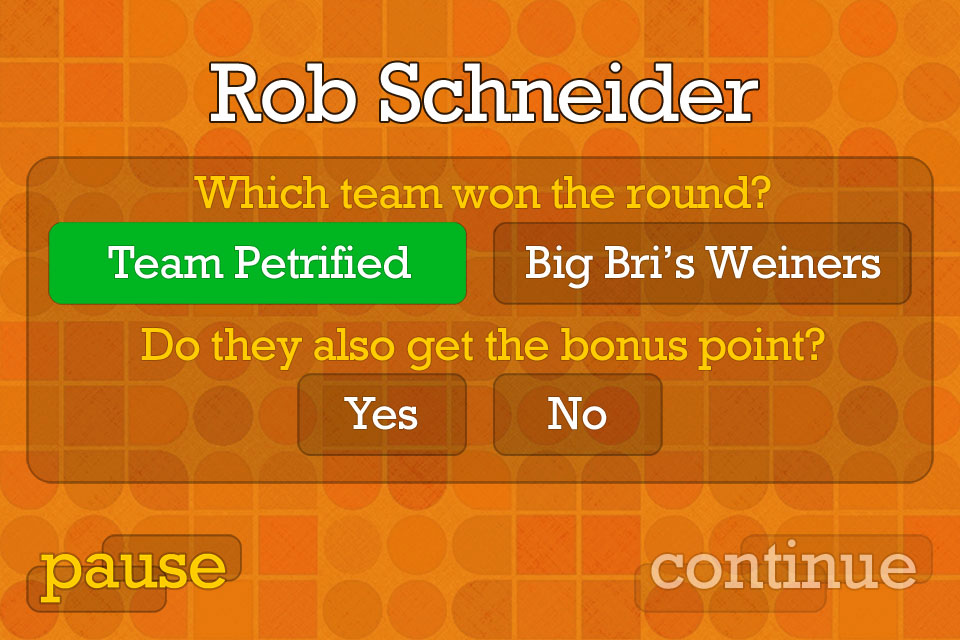 Rob Schneider
Which team won the round?
Team Petrified Big Bri's Weiners
Do they also get the bonus point?
Yes No
pause continue